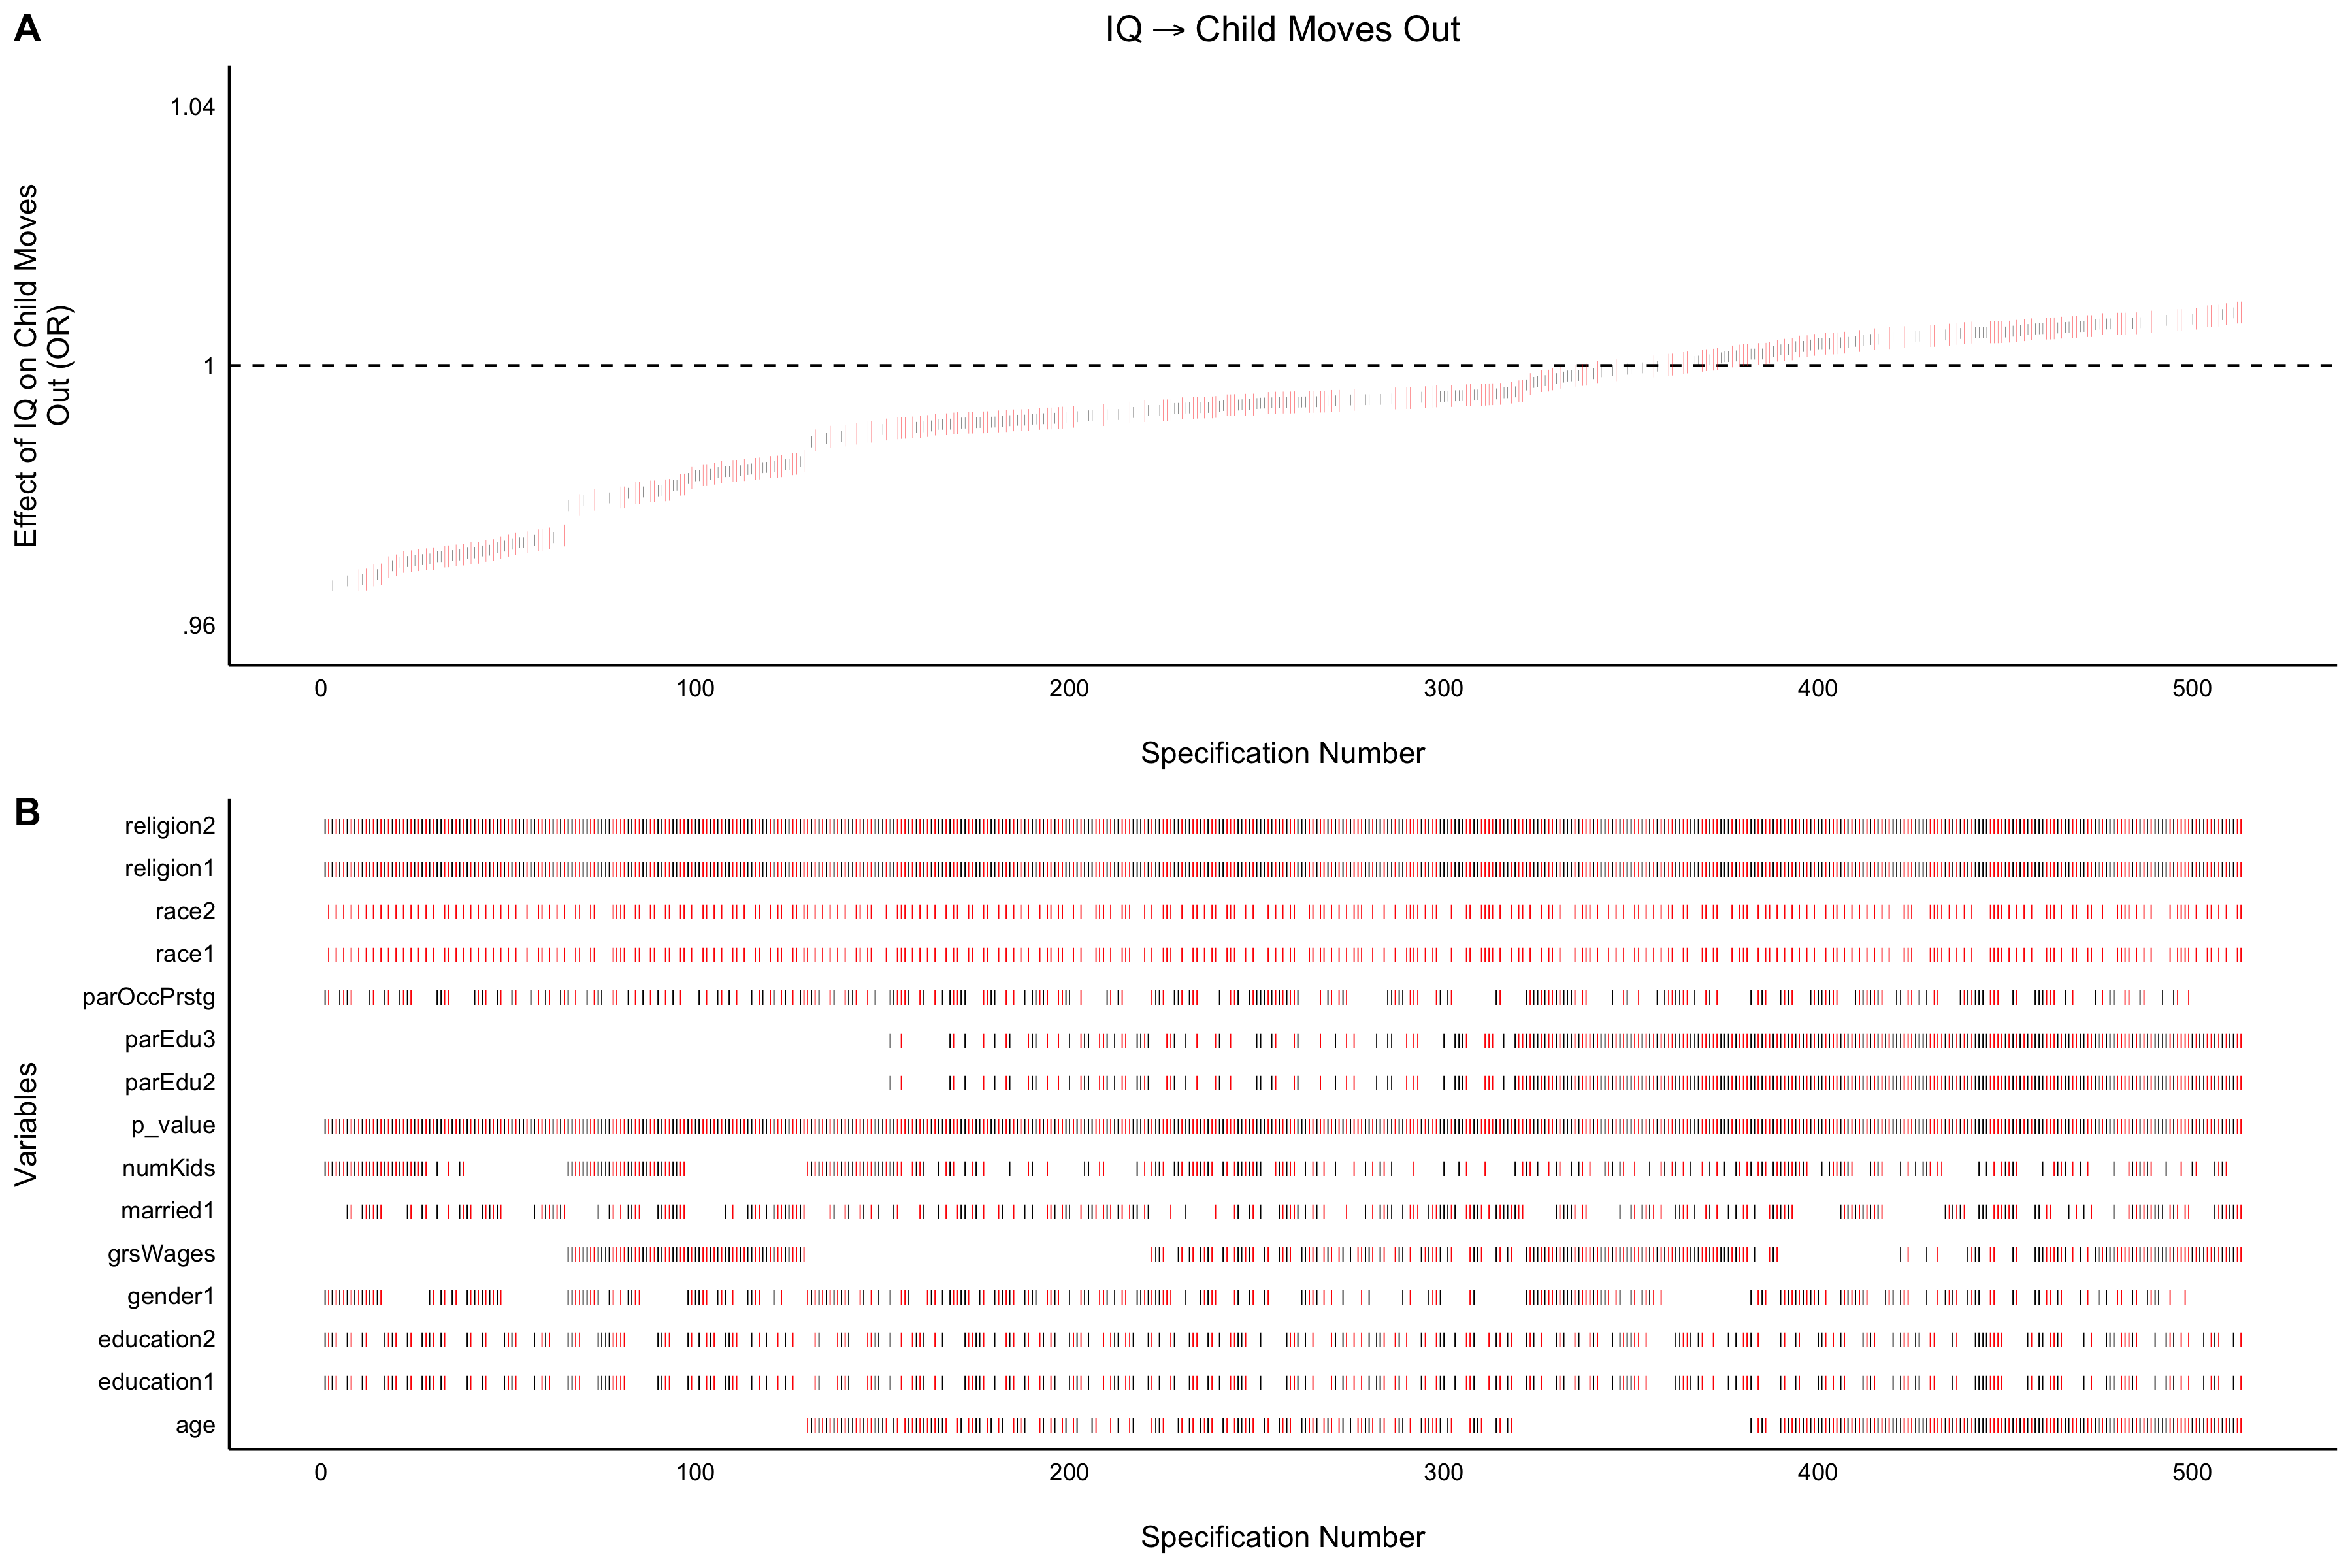 A
IQ → Child Moves Out
Effect of IQ on Child Moves
Out (OR)
1.04
1
.96
0 100 200 300 400 500
Specification Number
B
Variables
religion2
religion1
race2
race1
parOccPrstg
parEdu3
parEdu2
p_value
numKids
married1
grsWages
gender1
education2
education1
age
0 100 200 300 400 500
Specification Number